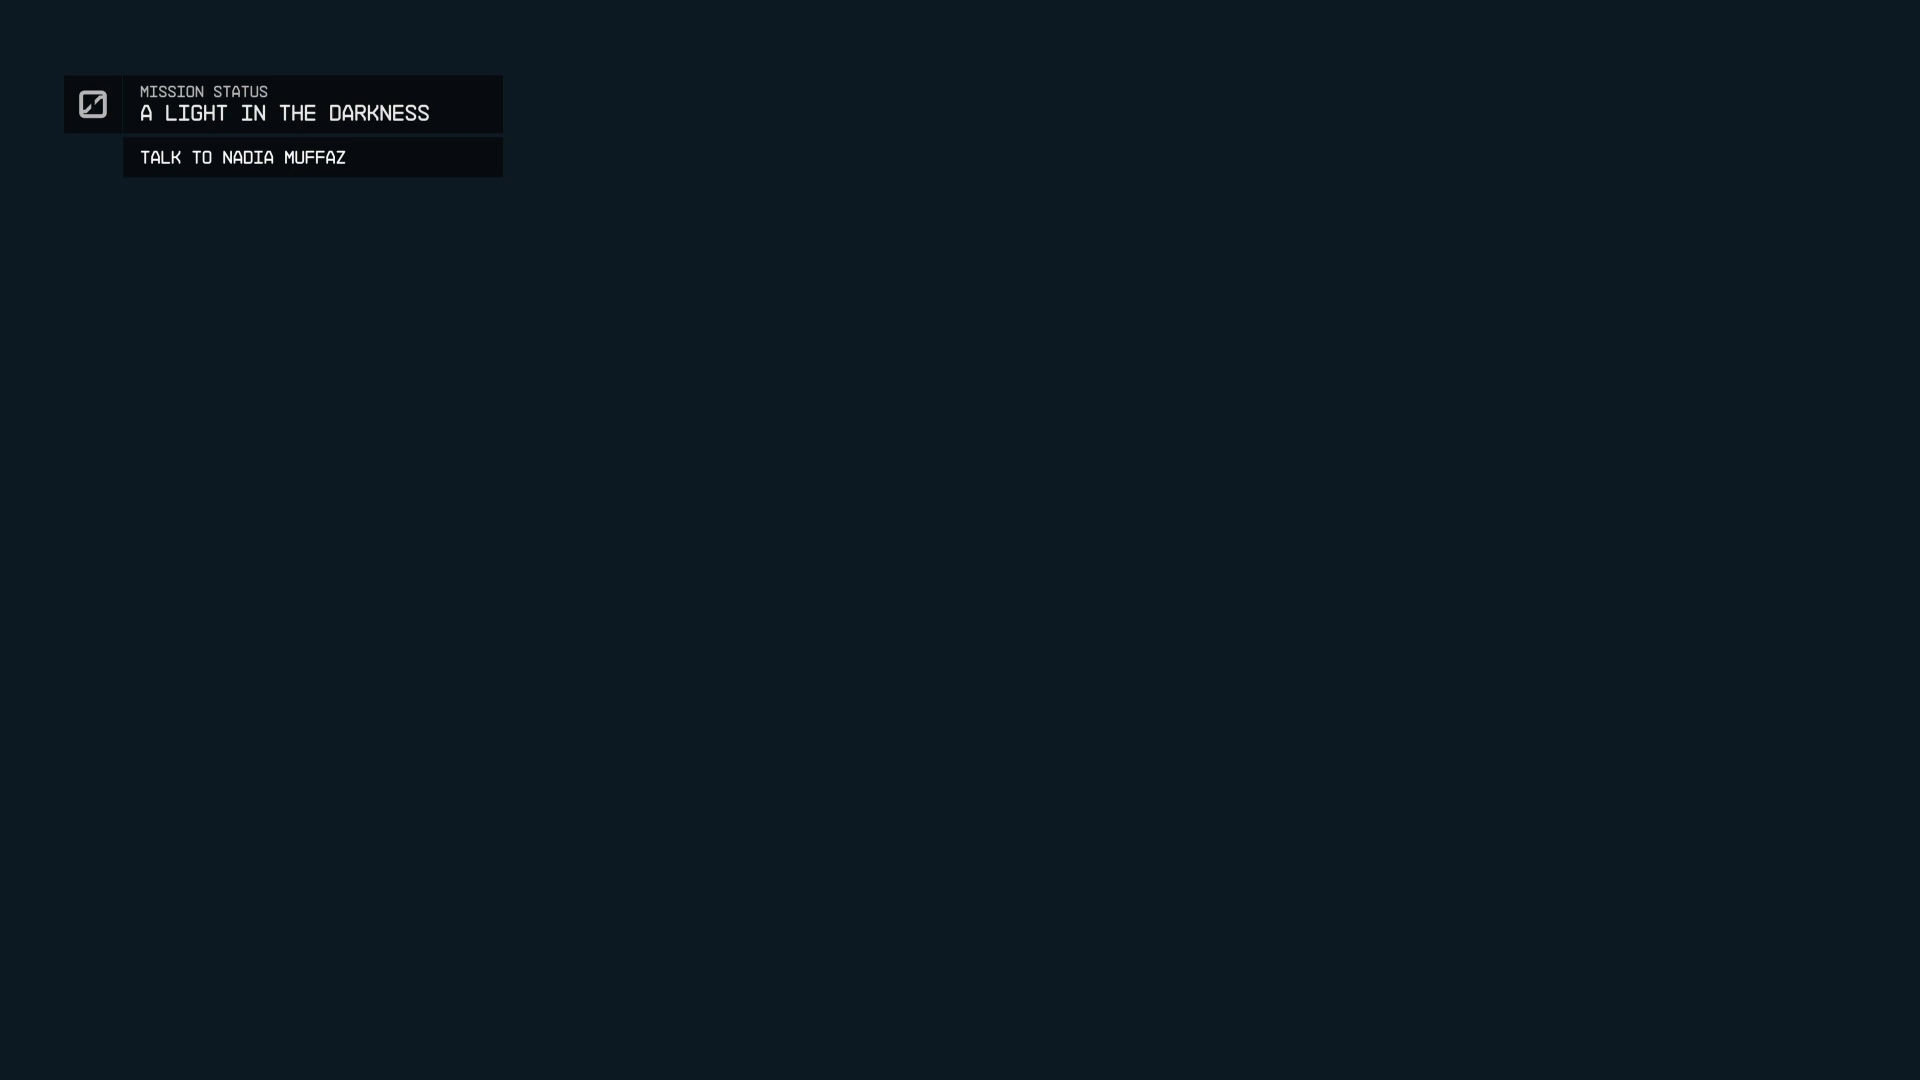 MISSION STATUS
A LIGHT IN THE DARKNESS
TALK TO NADIA MUFFAZ